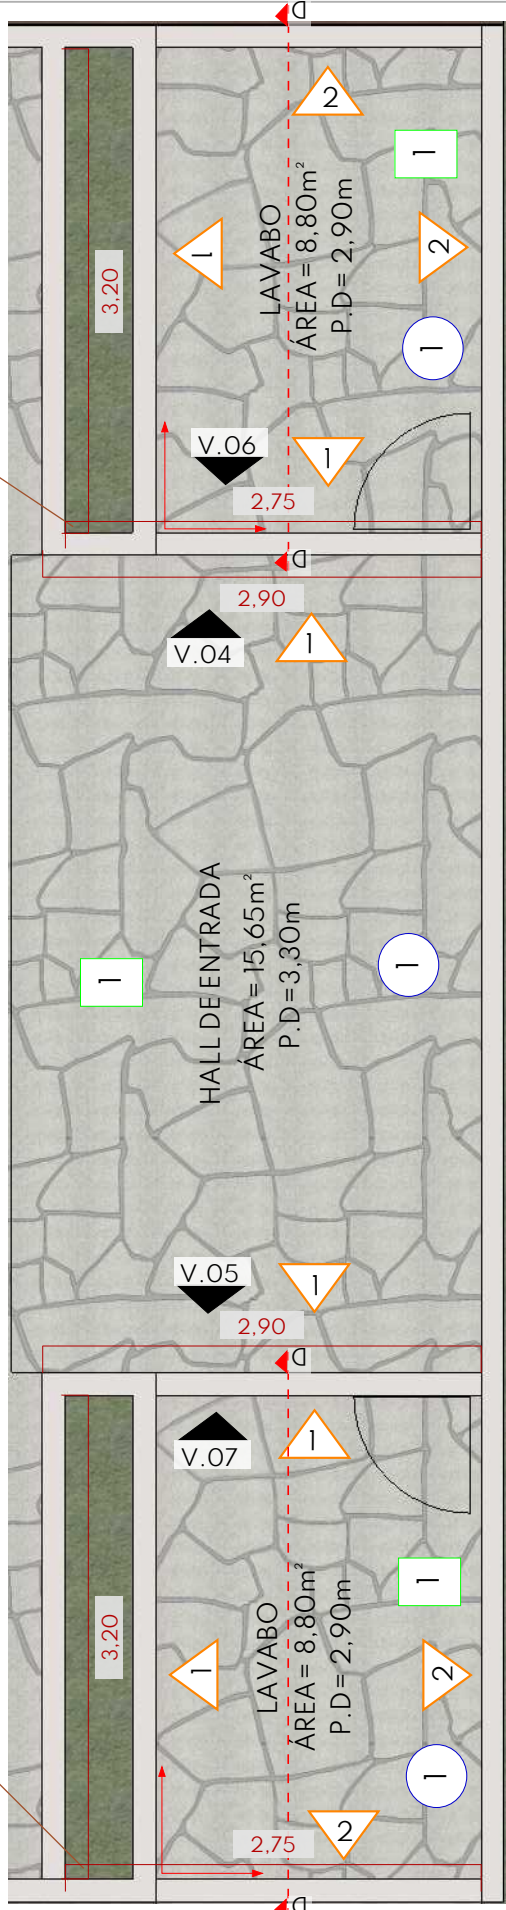 D
2
1
LAVABO
ÁREA= 8,80m²
P.D= 2,90m
1
2
3,20
1
V.06
1
2,75
D
2,90
V.04
1
HALL DE ENTRADA
ÁREA=15,65m²
P.D=3,30m
1
1
V.05
1
2,90
D
V.07
1
1
LAVABO
ÁREA= 8,80m²
P.D= 2,90m
3,20
1
2
1
2
2,75
D